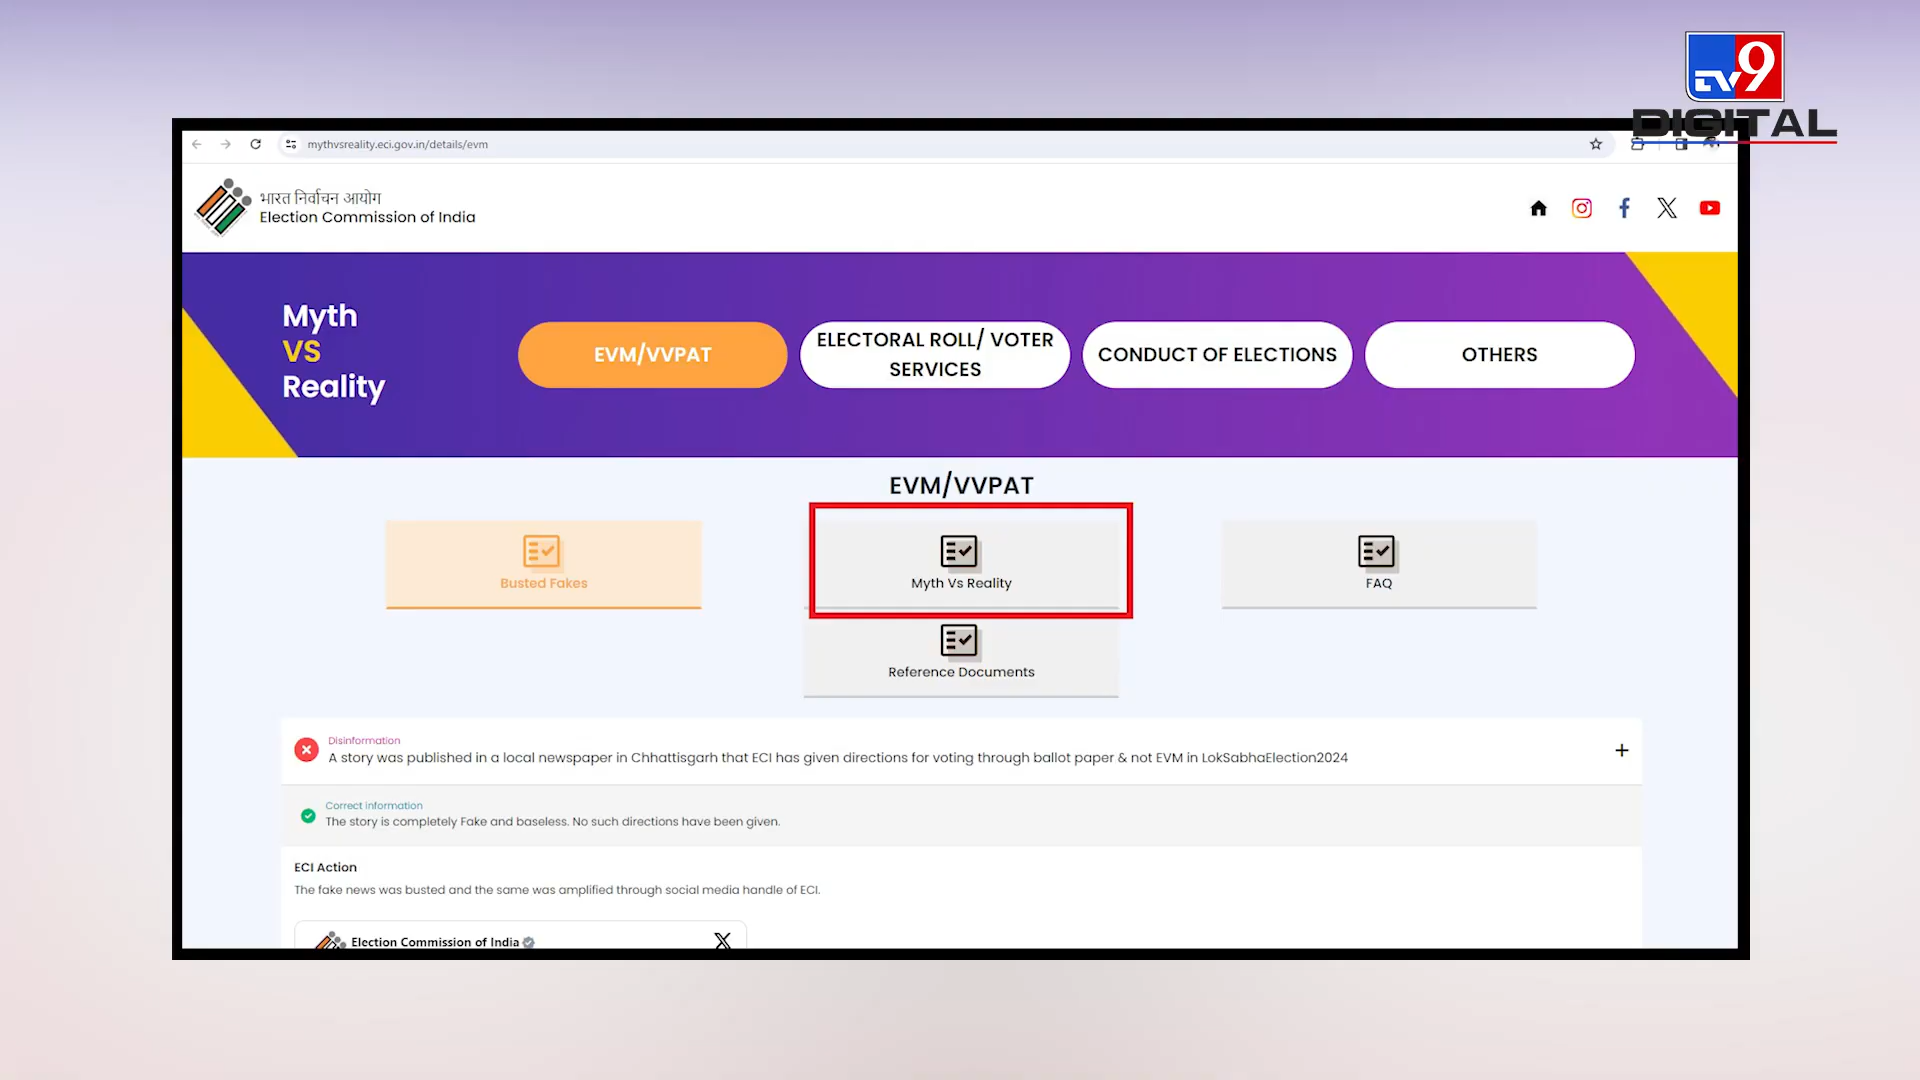 TV9
DIGITAL
mythvsreality.eci.gov.in/details/evm
भारत निर्वाचन आयोग
Election Commission of India
Myth
VS
Reality
EVM/VVPAT
ELECTORAL ROLL/ VOTER
SERVICES
CONDUCT OF ELECTIONS
OTHERS
EVM/VVPAT
Busted Fakes
Myth Vs Reality
FAQ
Reference Documents
Disinformation
A story was published in a local newspaper in Chhattisgarh that ECI has given directions for voting through ballot paper & not EVM in LokSabhaElection2024
Correct information
The story is completely Fake and baseless. No such directions have been given.
ECI Action
The fake news was busted and the same was amplified through social media handle of ECI.
Election Commission of India